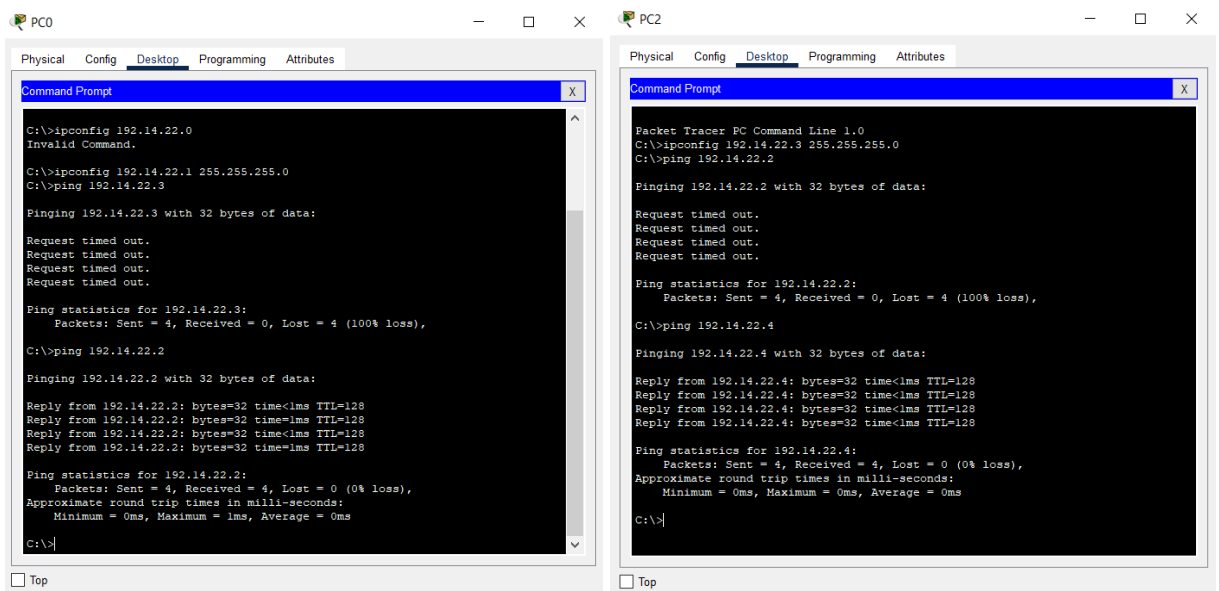 PC0
Physical Config Desktop Programming Attributes
Command Prompt X
C:\>ipconfig 192.14.22.0
Invalid Command.
C:\>ipconfig 192.14.22.1 255.255.255.0
C:\>ping 192.14.22.3
Pinging 192.14.22.3 with 32 bytes of data:
Request timed out.
Request timed out.
Request timed out.
Request timed out.
Ping statistics for 192.14.22.3:
Packets: Sent = 4, Received = 0, Lost = 4 (100% loss),
C:\>ping 192.14.22.2
Pinging 192.14.22.2 with 32 bytes of data:
Reply from 192.14.22.2: bytes=32 time<1ms TTL=128
Reply from 192.14.22.2: bytes=32 time=1ms TTL=128
Reply from 192.14.22.2: bytes=32 time<1ms TTL=128
Reply from 192.14.22.2: bytes=32 time=1ms TTL=128
Ping statistics for 192.14.22.2:
Packets: Sent = 4, Received = 4, Lost = 0 (0% loss),
Approximate round trip times in milli-seconds:
Minimum = 0ms, Maximum = 1ms, Average = 0ms
C:\>
Top
PC2
Physical Config Desktop Programming Attributes
Command Prompt X
Packet Tracer PC Command Line 1.0
C:\>ipconfig 192.14.22.3 255.255.255.0
C:\>ping 192.14.22.2
Pinging 192.14.22.2 with 32 bytes of data:
Request timed out.
Request timed out.
Request timed out.
Request timed out.
Ping statistics for 192.14.22.2:
Packets: Sent = 4, Received = 0, Lost = 4 (100% loss),
C:\>ping 192.14.22.4
Pinging 192.14.22.4 with 32 bytes of data:
Reply from 192.14.22.4: bytes=32 time<1ms TTL=128
Reply from 192.14.22.4: bytes=32 time<1ms TTL=128
Reply from 192.14.22.4: bytes=32 time<1ms TTL=128
Reply from 192.14.22.4: bytes=32 time<1ms TTL=128
Ping statistics for 192.14.22.4:
Packets: Sent = 4, Received = 4, Lost = 0 (0% loss),
Approximate round trip times in milli-seconds:
Minimum = 0ms, Maximum = 0ms, Average = 0ms
C:\>
Top